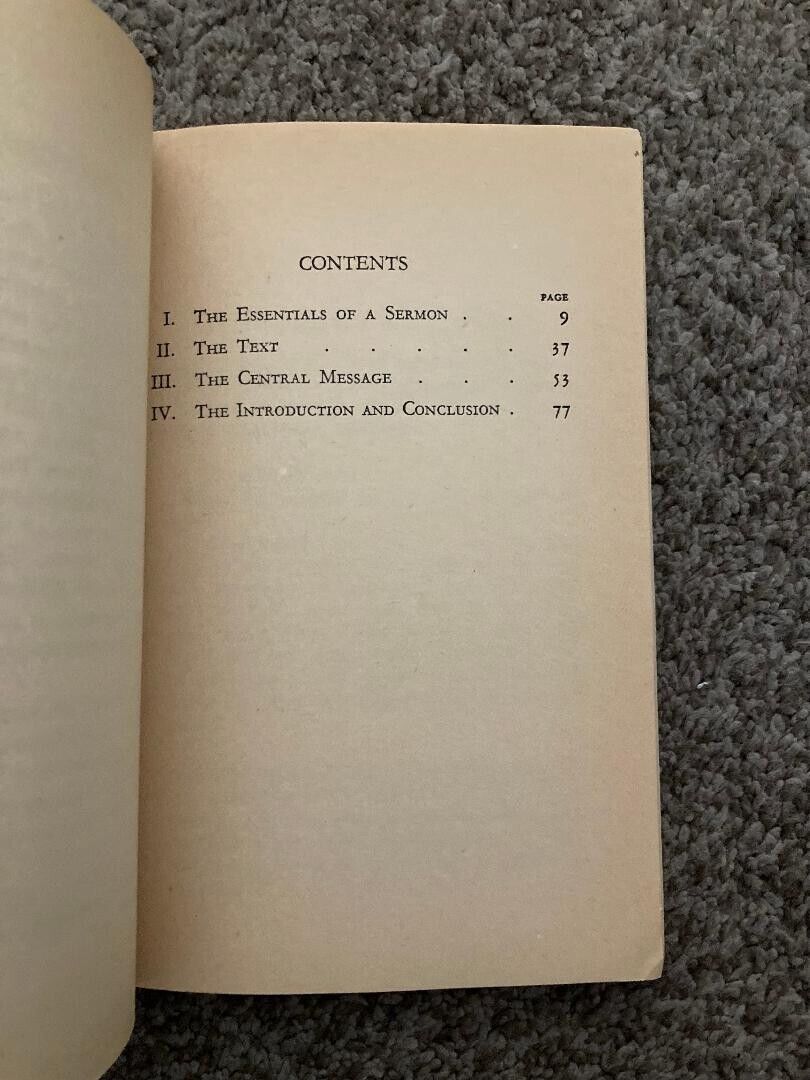 CONTENTS
PAGE
I. The Essentials of a Sermon . . 9
II. The Text . . . . . 37
III. The Central Message . . . 53
IV. The Introduction and Conclusion . 77